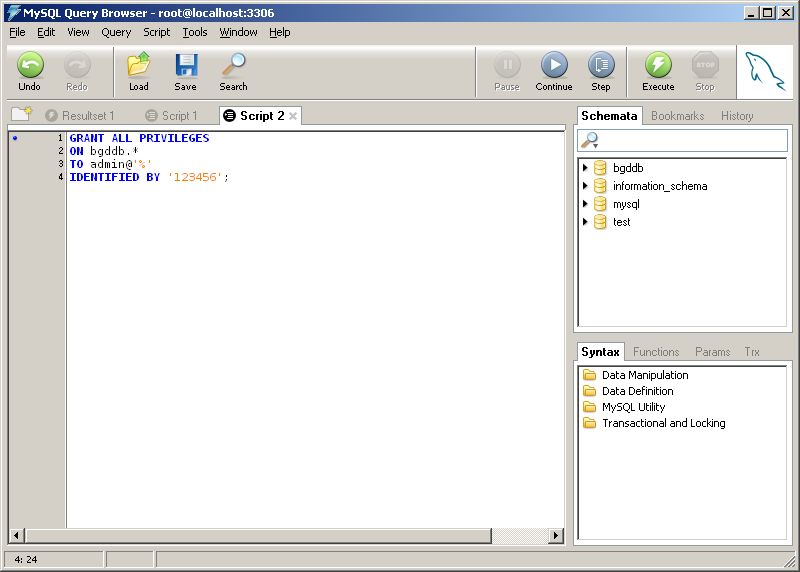 MySQL Query Browser - root@localhost:3306
File Edit View Query Script Tools Window Help
Undo Redo Load Save Search Pause Continue Step Execute Stop
STOP
Resultset 1 Script 1 Script 2
1 GRANT ALL PRIVILEGES
2 ON bgddb.*
3 TO admin@'%'
4 IDENTIFIED BY '123456';
Schemata Bookmarks History
bgddb
information_schema
mysql
test
Syntax Functions Params Trx
Data Manipulation
Data Definition
MySQL Utility
Transactional and Locking
4: 24